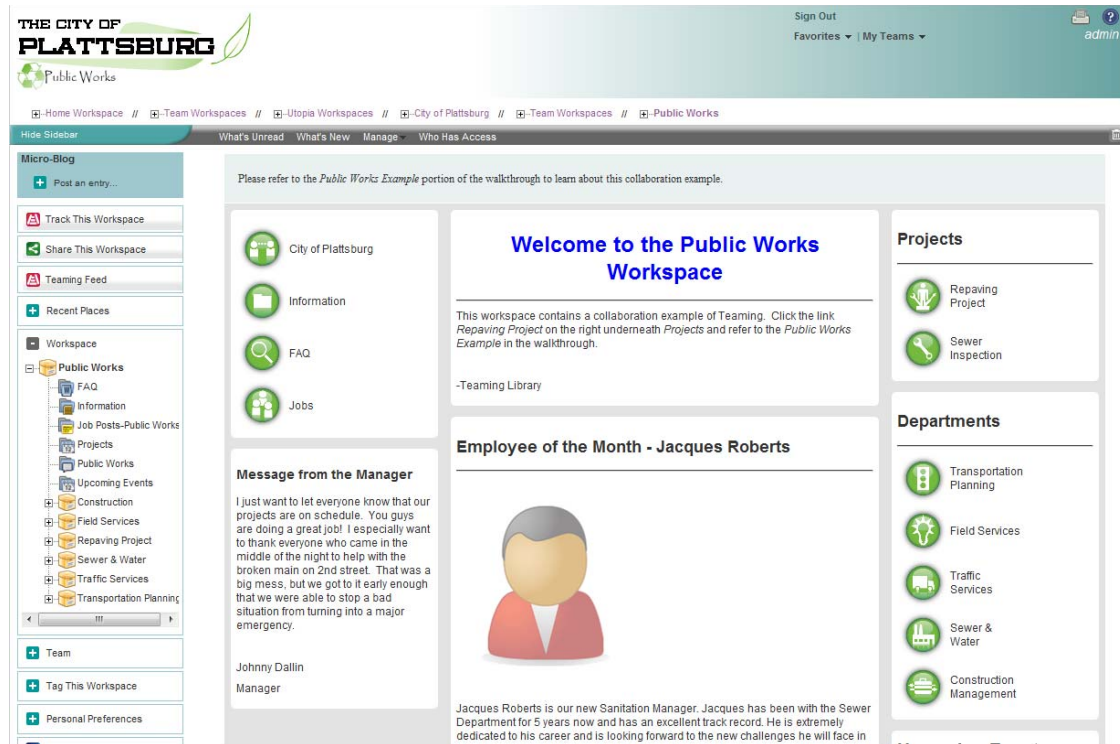 THE CITY OF
PLATTSBURG
Public Works
Sign Out
Favorites | My Teams
admin
Home Workspace // Team Workspaces // Utopia Workspaces // City of Plattsburg // Team Workspaces // Public Works
Hide Sidebar
What's Unread What's New Manage Who Has Access
Micro-Blog
Post an entry...
Track This Workspace
Share This Workspace
Teaming Feed
Recent Places
Workspace
Public Works
FAQ
Information
Job Posts-Public Works
Projects
Public Works
Upcoming Events
Construction
Field Services
Repaving Project
Sewer & Water
Traffic Services
Transportation Planning
Team
Tag This Workspace
Personal Preferences
Please refer to the Public Works Example portion of the walkthrough to learn about this collaboration example.
City of Plattsburg
Information
FAQ
Jobs
Message from the Manager
I just want to let everyone know that our
projects are on schedule. You guys
are doing a great job! I especially want
to thank everyone who came in the
middle of the night to help with the
broken main on 2nd street. That was a
big mess, but we got to it early enough
that we were able to stop a bad
situation from turning into a major
emergency.
Johnny Dallin
Manager
Welcome to the Public Works
Workspace
This workspace contains a collaboration example of Teaming. Click the link
Repaving Project on the right underneath Projects and refer to the Public Works
Example in the walkthrough.
-Teaming Library
Employee of the Month - Jacques Roberts
Jacques Roberts is our new Sanitation Manager. Jacques has been with the Sewer
Department for 5 years now and has an excellent track record. He is extremely
dedicated to his career and is looking forward to the new challenges he will face in
Projects
Repaving
Project
Sewer
Inspection
Departments
Transportation
Planning
Field Services
Traffic
Services
Sewer &
Water
Construction
Management